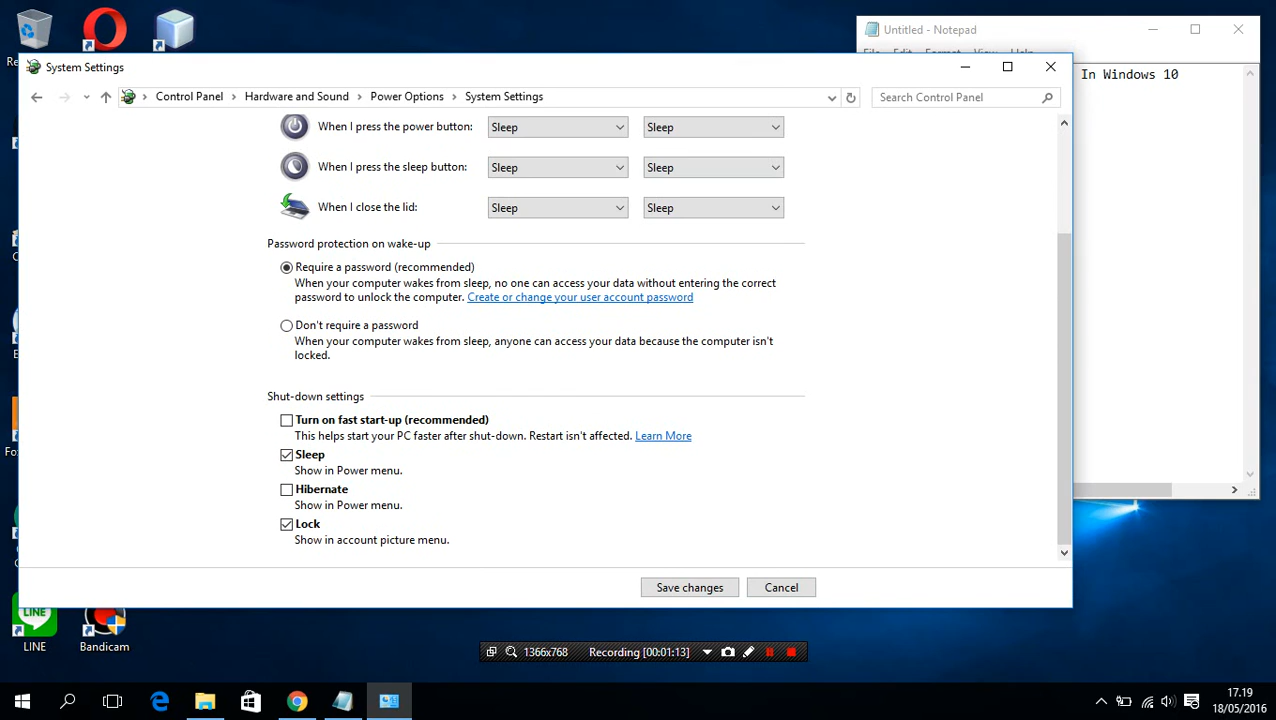 Untitled - Notepad
In Windows 10
System Settings
Control Panel
Hardware and Sound
Power Options
System Settings
Search Control Panel
When I press the power button:
Sleep
Sleep
When I press the sleep button:
Sleep
Sleep
When I close the lid:
Sleep
Sleep
Password protection on wake-up
Require a password (recommended)
When your computer wakes from sleep, no one can access your data without entering the correct
password to unlock the computer. Create or change your user account password
Don't require a password
When your computer wakes from sleep, anyone can access your data because the computer isn't
locked.
Shut-down settings
Turn on fast start-up (recommended)
This helps start your PC faster after shut-down. Restart isn't affected. Learn More
Sleep
Show in Power menu.
Hibernate
Show in Power menu.
Lock
Show in account picture menu.
Save changes
Cancel
LINE
LINE
Bandicam
1366x768
Recording [00:01:13]
17.19
18/05/2016